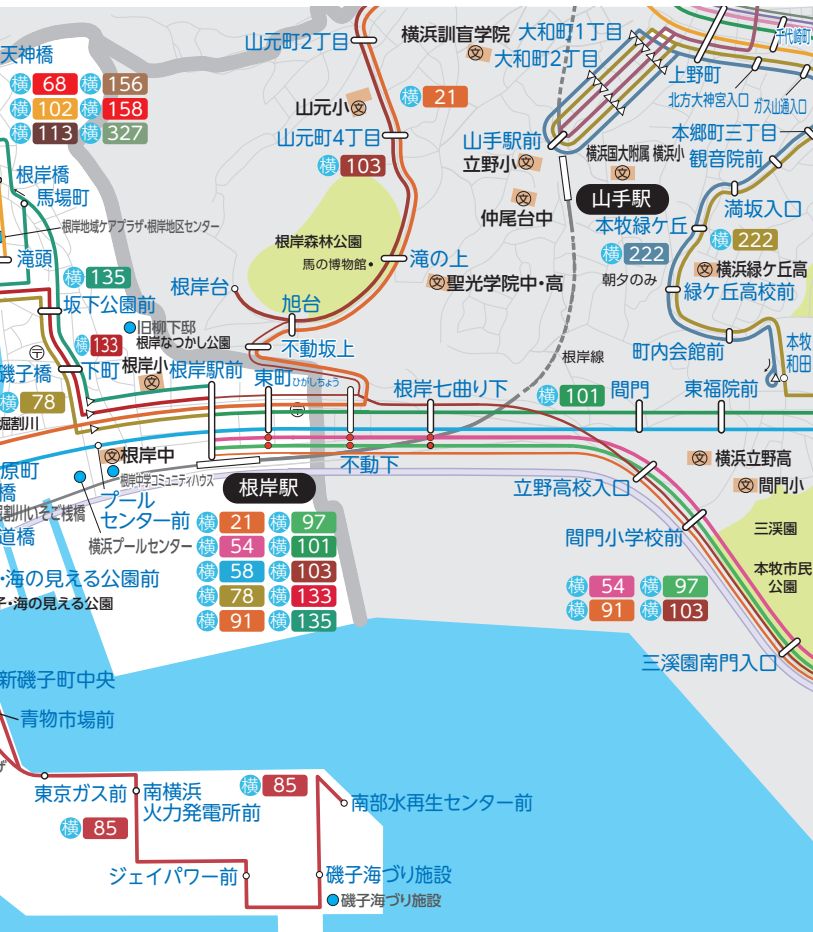 天神橋
横 68 横 156
横 102 横 158
横 113 横 327
山元町2丁目
横浜訓盲学院
大和町1丁目
大和町2丁目
千代崎町
上野町
北方大神宮入口
ガス山通入口
山元小
横 21
山元町4丁目
横 103
山手駅前
立野小
横浜国大附属 横浜小
本郷町三丁目
観音院前
山手駅
仲尾台中
満坂入口
本牧緑ケ丘
横 222
横 222
朝夕のみ
横浜緑ケ丘高
緑ケ丘高校前
根岸橋
馬場町
根岸地域ケアプラザ・根岸地区センター
滝頭
横 135
根岸森林公園
馬の博物館
滝の上
聖光学院中・高
根岸台
旭台
坂下公園前
旧柳下邸
根岸なつかし公園
横 133
不動坂上
根岸線
町内会館前
本牧
和田
磯子橋
下町
根岸小
根岸駅前
東町 ひがしちょう
根岸七曲り下
横 101
間門
東福院前
横 78
堀割川
根岸中
根岸中学コミュニティハウス
不動下
根岸駅
立野高校入口
横浜立野高
間門小
原町
橋
堀割川いそご桟橋
道橋
プール
センター前
横浜プールセンター
横 21 横 97
横 54 横 101
横 58 横 103
横 78 横 133
横 91 横 135
間門小学校前
三溪園
本牧市民
公園
・海の見える公園前
子・海の見える公園
横 54 横 97
横 91 横 103
三溪園南門入口
新磯子町中央
青物市場前
ザ
東京ガス前
南横浜
火力発電所前
横 85
横 85
南部水再生センター前
ジェイパワー前
磯子海づり施設
磯子海づり施設